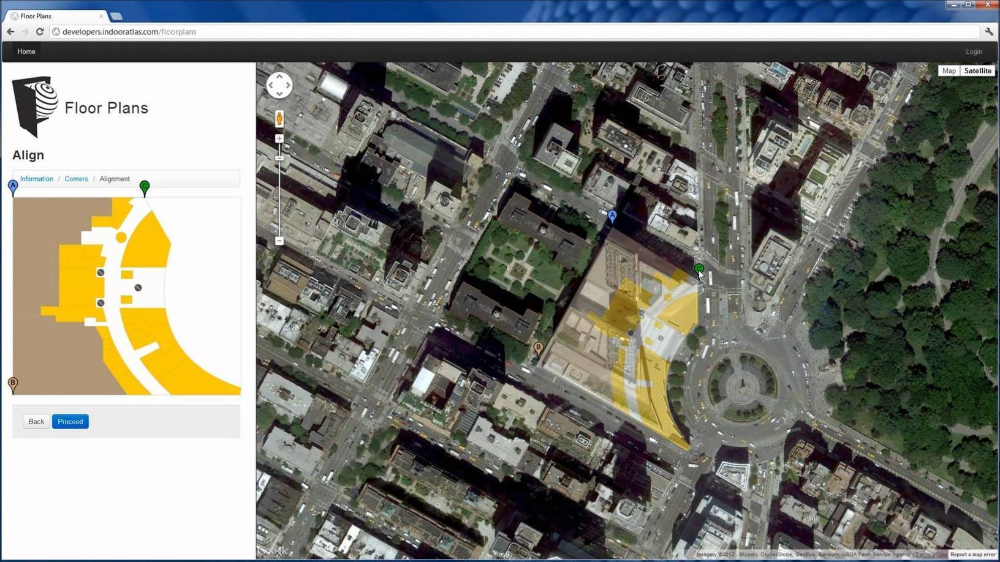 Floor Plans
developers.indooratlas.com/floorplans
Home
Login
Map
Satellite
Floor Plans
Align
Information / Corners / Alignment
A
C
B
Back
Proceed
A
C
B
Google
Imagery ©2012 , Bluesky, DigitalGlobe, GeoEye, Sanborn, USDA Farm Service Agency - Terms of Use
Report a map error